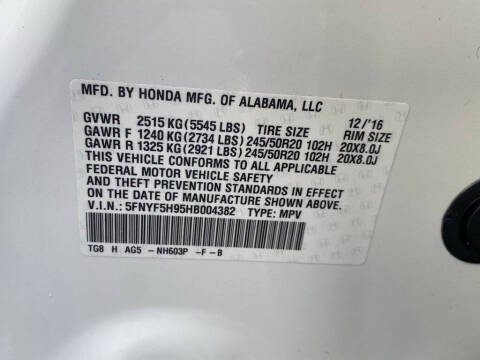 MFD. BY HONDA MFG. OF ALABAMA, LLC
GVWR 2515 KG(5545 LBS) TIRE SIZE 12/'16 RIM SIZE
GAWR F 1240 KG(2734 LBS)245/50R20 102H 20X8.0J
GAWR R 1325 KG(2921 LBS)245/50R20 102H 20X8.0J
THIS VEHICLE CONFORMS TO ALL APPLICABLE
FEDERAL MOTOR VEHICLE SAFETY
AND THEFT PREVENTION STANDARDS IN EFFECT
ON THE DATE OF MANUFACTURE SHOWN ABOVE.
V.I.N.: 5FNYF5H95HB004382 TYPE: MPV
TG8 H AG5 -NH603P -F -B